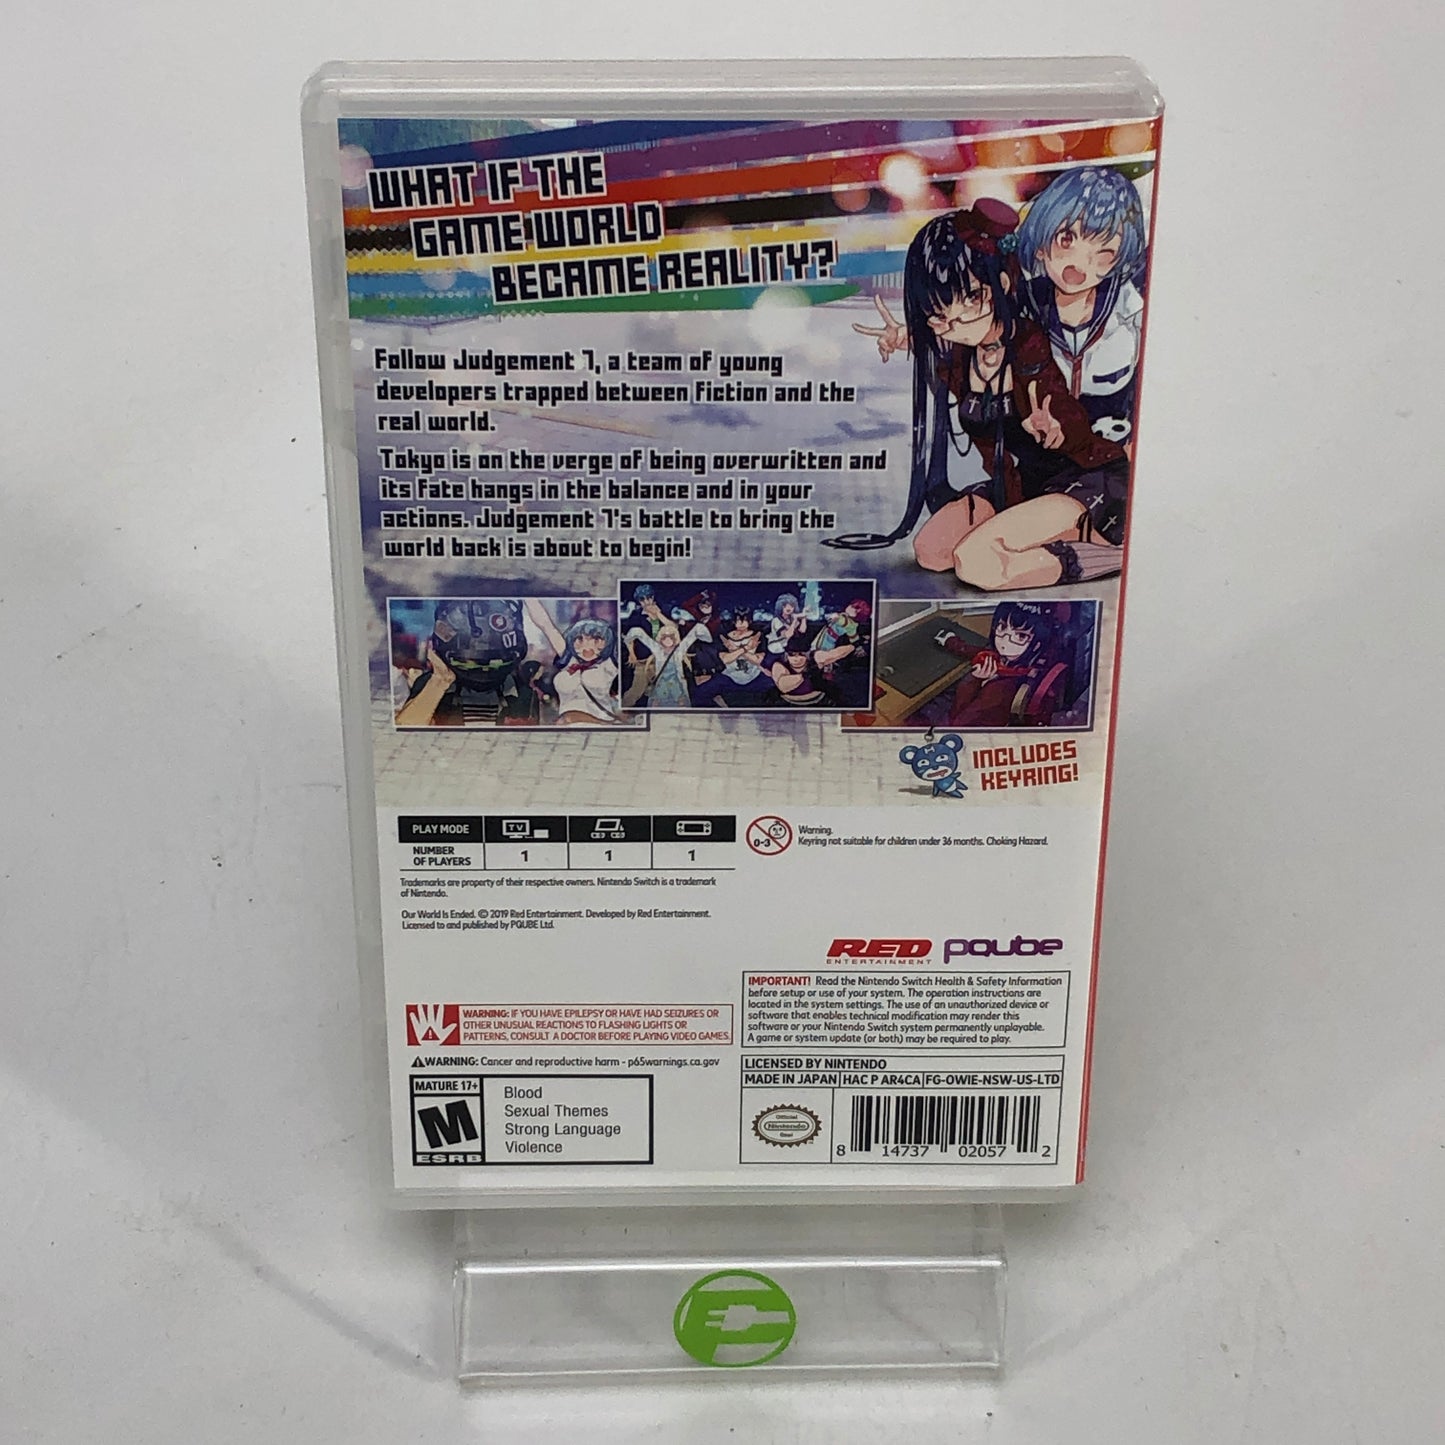 WHAT IF THE
GAME WORLD
BECAME REALITY?
Follow Judgement 7, a team of young
developers trapped between fiction and the
real world.
Tokyo is on the verge of being overwritten and
its fate hangs in the balance and in your
actions. Judgement 7's battle to bring the
world back is about to begin!
07
INCLUDES
KEYRING!
PLAY MODE
TV
NUMBER
OF PLAYERS
1
1
1
0-3
Warning.
Keyring not suitable for children under 36 months. Choking Hazard.
Trademarks are property of their respective owners. Nintendo Switch is a trademark
of Nintendo.
Our World Is Ended. © 2019 Red Entertainment. Developed by Red Entertainment.
Licensed to and published by PQUBE Ltd.
RED
ENTERTAINMENT
PQube
IMPORTANT! Read the Nintendo Switch Health & Safety Information
before setup or use of your system. The operation instructions are
located in the system settings. The use of an unauthorized device or
software that enables technical modification may render this
software or your Nintendo Switch system permanently unplayable.
A game or system update (or both) may be required to play.
WARNING: IF YOU HAVE EPILEPSY OR HAVE HAD SEIZURES OR
OTHER UNUSUAL REACTIONS TO FLASHING LIGHTS OR
PATTERNS, CONSULT A DOCTOR BEFORE PLAYING VIDEO GAMES.
WARNING: Cancer and reproductive harm - p65warnings.ca.gov
LICENSED BY NINTENDO
MADE IN JAPAN HAC P AR4CA FG-OWIE-NSW-US-LTD
MATURE 17+
M
ESRB
Blood
Sexual Themes
Strong Language
Violence
Official
Nintendo
Seal
8 14737 02057 2